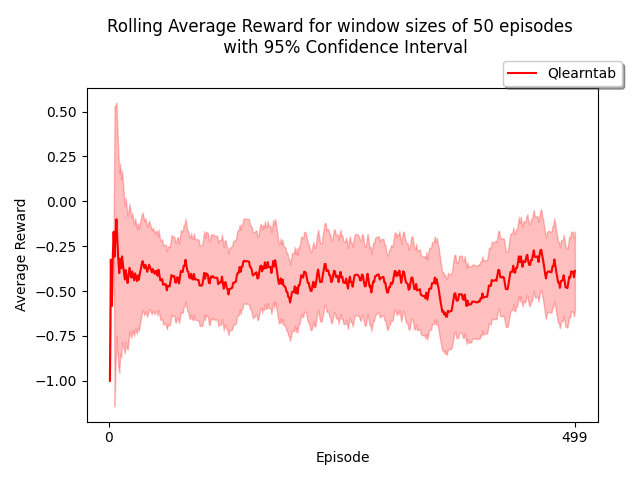 Rolling Average Reward for window sizes of 50 episodes
with 95% Confidence Interval
Qlearntab
0.50
0.25
0.00
−0.25
−0.50
−0.75
−1.00
Average Reward
0
499
Episode